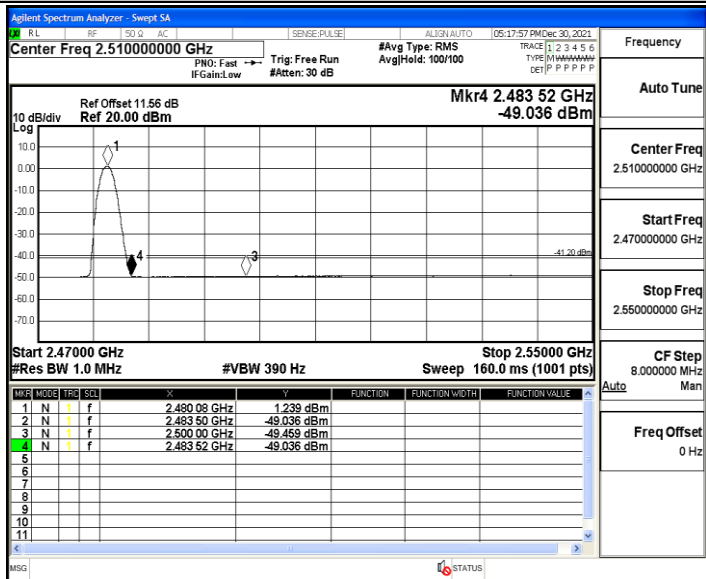 Agilent Spectrum Analyzer - Swept SA
LXI RL RF 50 Ω AC SENSE:PULSE ALIGN AUTO 05:17:57 PM Dec 30, 2021
Center Freq 2.510000000 GHz
PNO: Fast
IFGain:Low
Trig: Free Run
#Atten: 30 dB
#Avg Type: RMS
Avg|Hold: 100/100
TRACE 1 2 3 4 5 6
TYPE M W W W W W
DET P P P P P P
Mkr4 2.483 52 GHz
-49.036 dBm
Ref Offset 11.56 dB
10 dB/div Ref 20.00 dBm
Log
10.0
0.00
-10.0
-20.0
-30.0
-40.0
-50.0
-60.0
-70.0
1
4
3
-41.20 dBm
Start 2.47000 GHz Stop 2.55000 GHz
#Res BW 1.0 MHz #VBW 390 Hz Sweep 160.0 ms (1001 pts)
MKR MODE TRC SCL X Y FUNCTION FUNCTION WIDTH FUNCTION VALUE
1 N 1 f 2.480 08 GHz 1.239 dBm
2 N 1 f 2.483 50 GHz -49.036 dBm
3 N 1 f 2.500 00 GHz -49.459 dBm
4 N 1 f 2.483 52 GHz -49.036 dBm
5
6
7
8
9
10
11
MSG STATUS
Frequency
Auto Tune
Center Freq
2.510000000 GHz
Start Freq
2.470000000 GHz
Stop Freq
2.550000000 GHz
CF Step
8.000000 MHz
Auto Man
Freq Offset
0 Hz